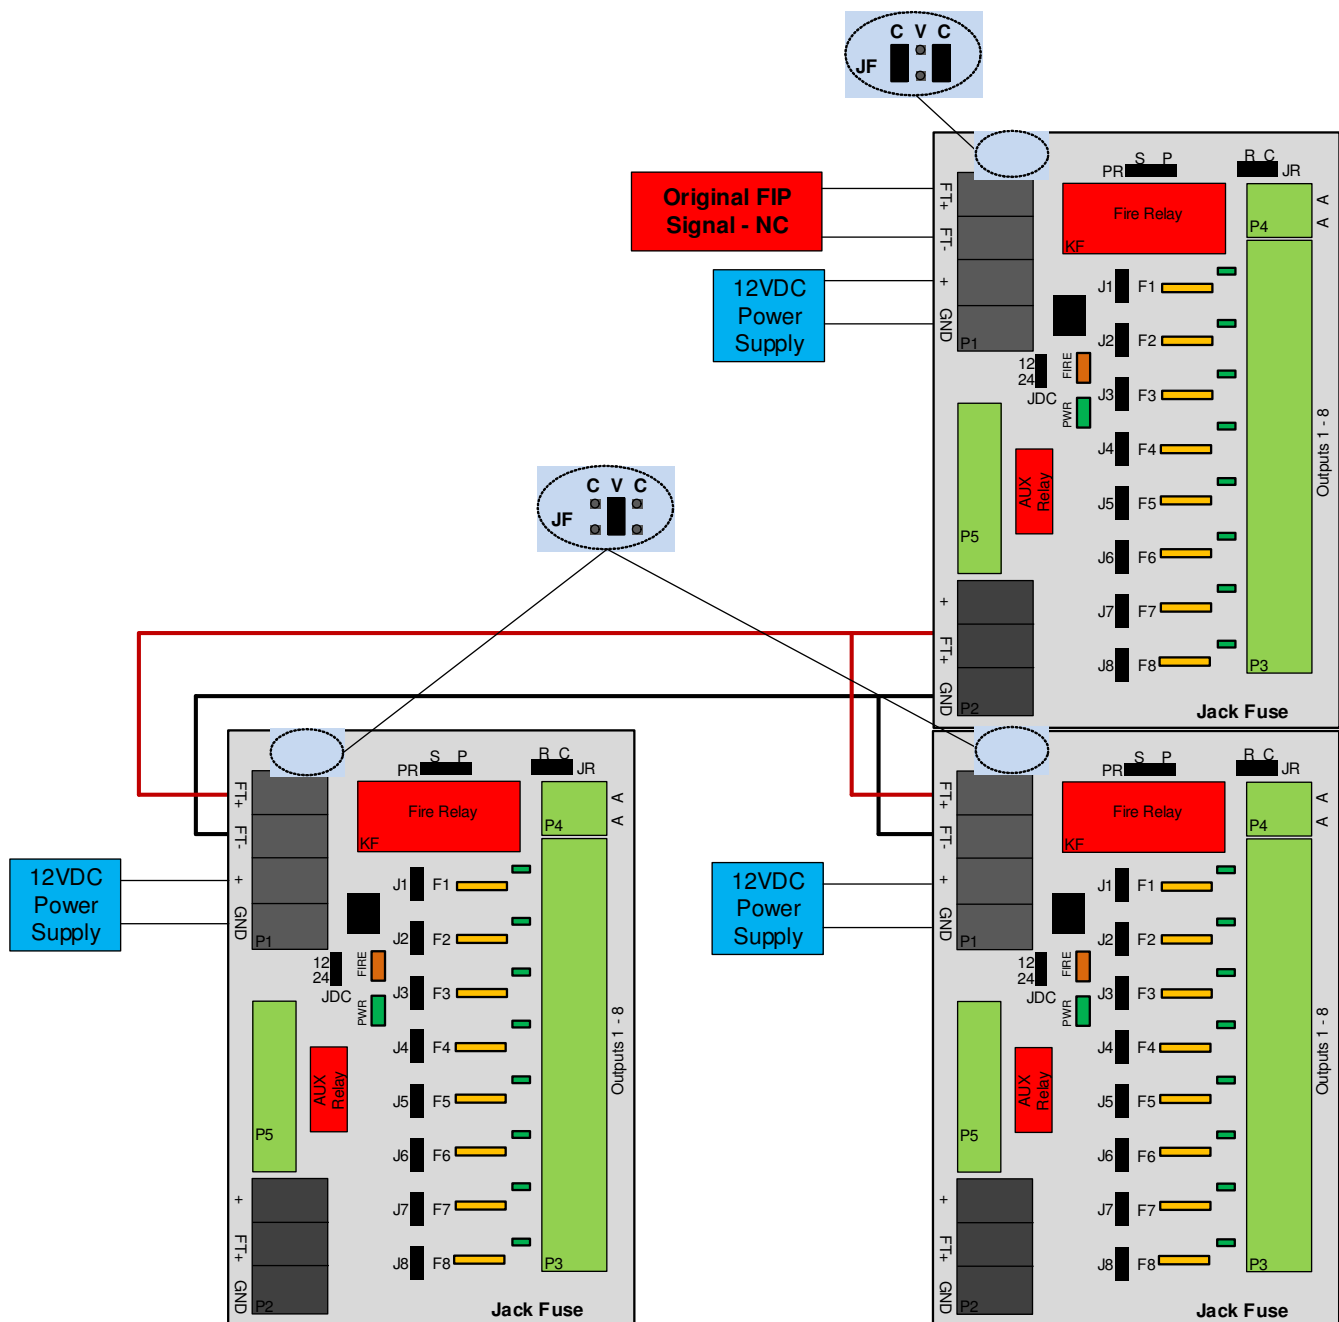 C V C
JF
Original FIP
Signal - NC
12VDC
Power
Supply
FT+
FT-
+
GND
P1
S P
PR
R C
JR
Fire Relay
KF
P4
A
A
J1 F1
J2 F2
J3 F3
J4 F4
J5 F5
J6 F6
J7 F7
J8 F8
12
24
JDC
FIRE
PWR
AUX
Relay
P5
Outputs 1 - 8
P3
+
FT+
GND
P2
Jack Fuse
C V C
JF
12VDC
Power
Supply
FT+
FT-
+
GND
P1
S P
PR
R C
JR
Fire Relay
KF
P4
A
A
J1 F1
J2 F2
J3 F3
J4 F4
J5 F5
J6 F6
J7 F7
J8 F8
12
24
JDC
FIRE
PWR
AUX
Relay
P5
Outputs 1 - 8
P3
+
FT+
GND
P2
Jack Fuse
12VDC
Power
Supply
FT+
FT-
+
GND
P1
S P
PR
R C
JR
Fire Relay
KF
P4
A
A
J1 F1
J2 F2
J3 F3
J4 F4
J5 F5
J6 F6
J7 F7
J8 F8
12
24
JDC
FIRE
PWR
AUX
Relay
P5
Outputs 1 - 8
P3
+
FT+
GND
P2
Jack Fuse